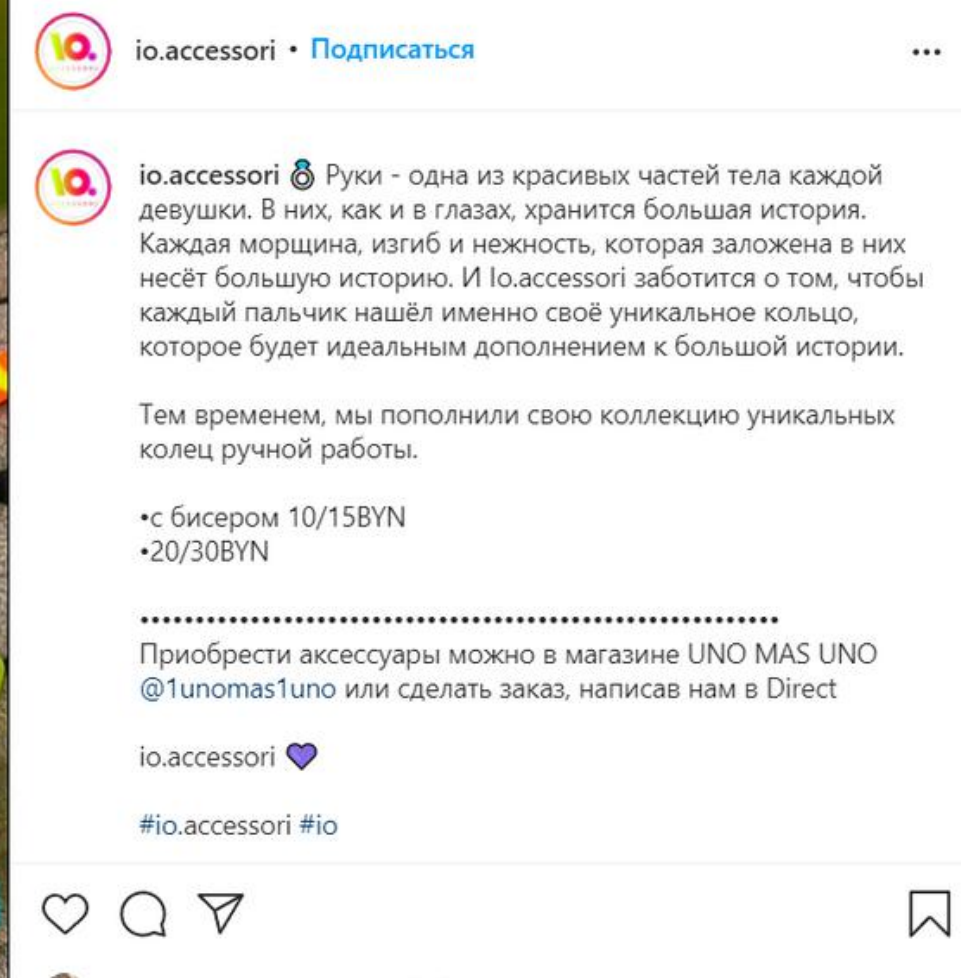 IO.
io.accessori • Подписаться
IO.
io.accessori 💍 Руки - одна из красивых частей тела каждой
девушки. В них, как и в глазах, хранится большая история.
Каждая морщина, изгиб и нежность, которая заложена в них
несёт большую историю. И Io.accessori заботится о том, чтобы
каждый пальчик нашёл именно своё уникальное кольцо,
которое будет идеальным дополнением к большой истории.
Тем временем, мы пополнили свою коллекцию уникальных
колец ручной работы.
•с бисером 10/15BYN
•20/30BYN
••••••••••••••••••••••••••••••••••••••••••••••••••••••••••
Приобрести аксессуары можно в магазине UNO MAS UNO
@1unomas1uno или сделать заказ, написав нам в Direct
io.accessori 💜
#io.accessori #io